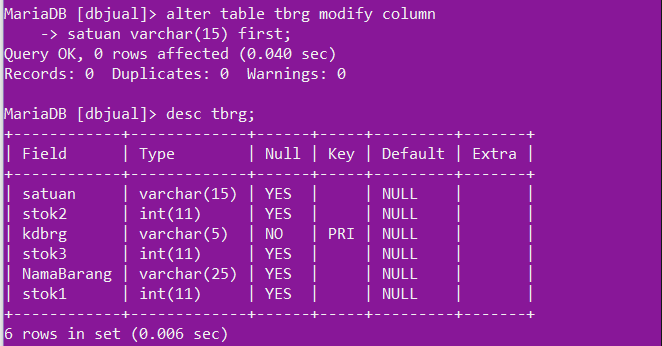 MariaDB [dbjual]> alter table tbrg modify column
    -> satuan varchar(15) first;
Query OK, 0 rows affected (0.040 sec)
Records: 0  Duplicates: 0  Warnings: 0

MariaDB [dbjual]> desc tbrg;
+------------+-------------+------+-----+---------+-------+
| Field      | Type        | Null | Key | Default | Extra |
+------------+-------------+------+-----+---------+-------+
| satuan     | varchar(15) | YES  |     | NULL    |       |
| stok2      | int(11)     | YES  |     | NULL    |       |
| kdbrg      | varchar(5)  | NO   | PRI | NULL    |       |
| stok3      | int(11)     | YES  |     | NULL    |       |
| NamaBarang | varchar(25) | YES  |     | NULL    |       |
| stok1      | int(11)     | YES  |     | NULL    |       |
+------------+-------------+------+-----+---------+-------+
6 rows in set (0.006 sec)